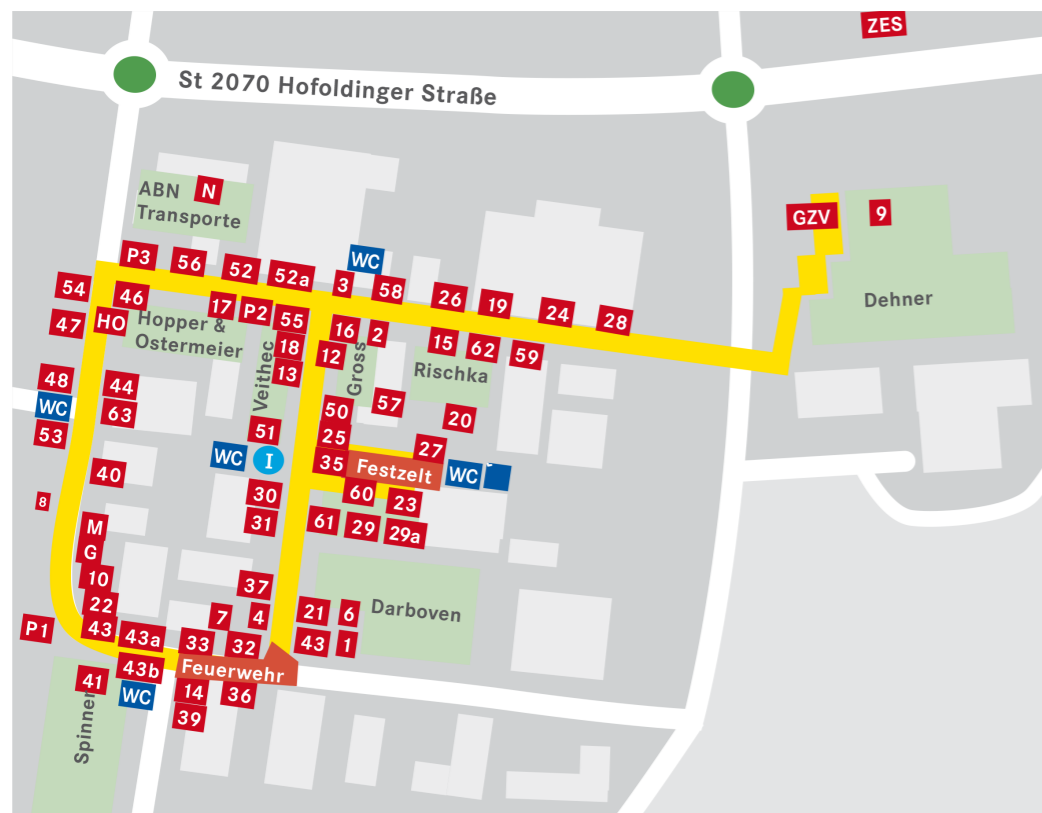 ZES
St 2070 Hofoldinger Straße
ABN
N
Transporte
GZV
9
Dehner
P3
56
52
52a
WC
3
58
26
19
24
28
54
46
17
P2
55
16
2
15
62
59
47
HO
Hopper &
Ostermeier
18
12
13
Veithec
Gross
Rischka
48
44
WC
63
53
50
57
20
51
25
27
WC
I
35
Festzelt
WC
40
30
60
23
8
31
61
29
29a
M
G
10
37
22
7
4
21
6
Darboven
P1
43
43a
33
32
43
1
43b
Feuerwehr
41
WC
14
36
39
Spinner